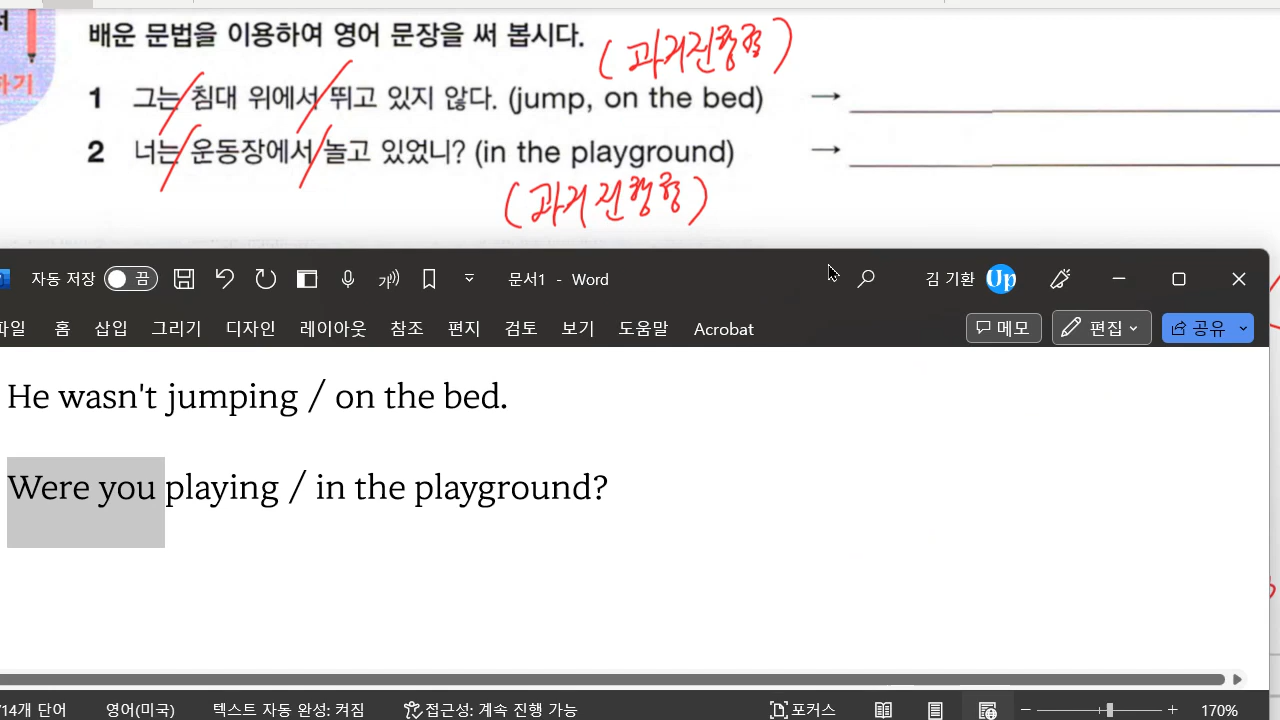 서
하기
배운 문법을 이용하여 영어 문장을 써 봅시다. (과거진행형)
1 그는 침대 위에서 뛰고 있지 않다. (jump, on the bed) →
2 너는 운동장에서 놀고 있었니? (in the playground) →
(과거진행형)
자동 저장 끔 가)) 문서1 - Word 김 기환 Up
파일 홈 삽입 그리기 디자인 레이아웃 참조 편지 검토 보기 도움말 Acrobat 메모 편집 공유
He wasn't jumping / on the bed.
Were you playing / in the playground?
/14개 단어 영어(미국) 텍스트 자동 완성: 켜짐 접근성: 계속 진행 가능 포커스 - + 170%